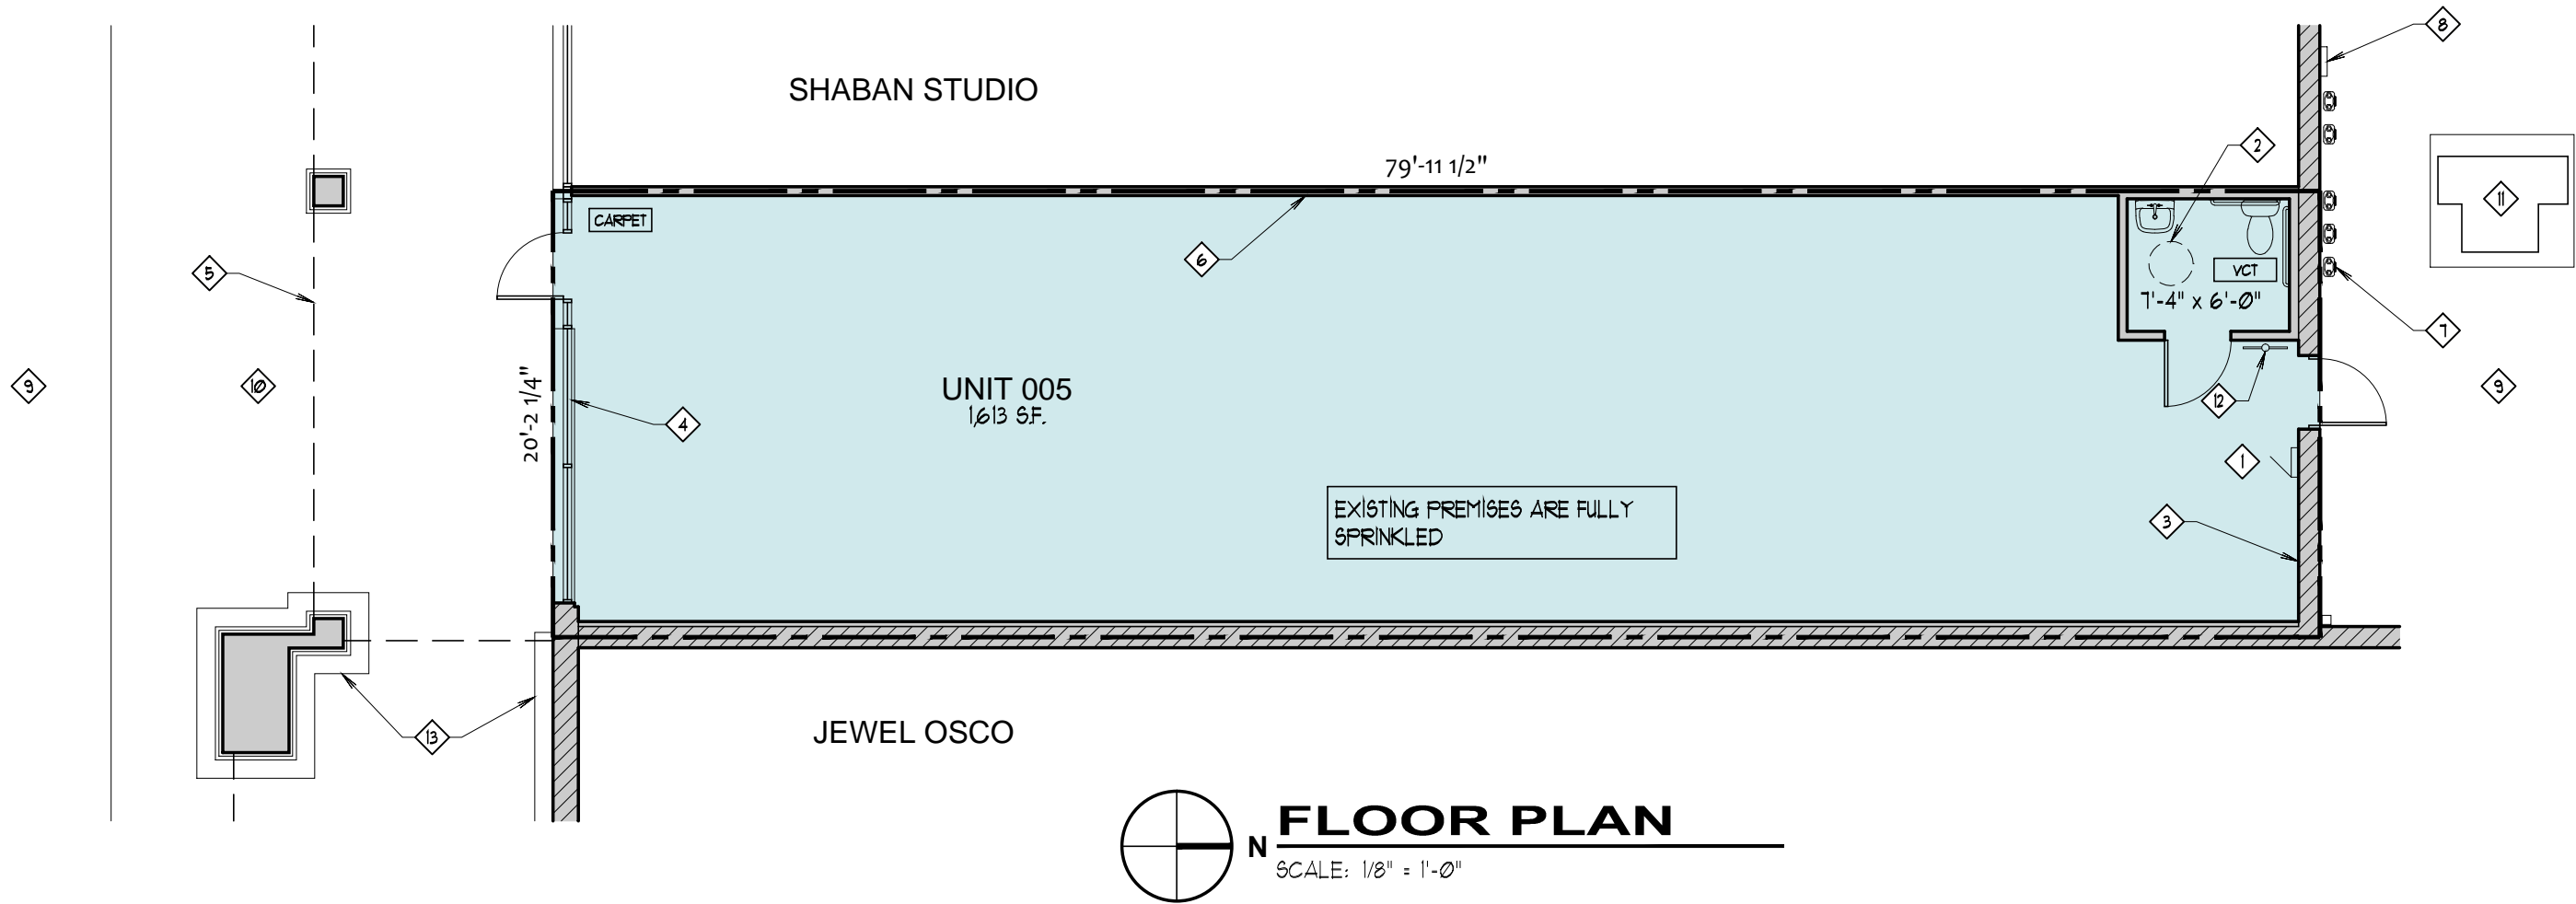 8
SHABAN STUDIO
2
79'-11 1/2"
11
CARPET
6
5
VCT
7'-4" x 6'-0"
7
9
10
UNIT 005
1,613 S.F.
20'-2 1/4"
4
12
9
1
EXISTING PREMISES ARE FULLY
SPRINKLED
3
JEWEL OSCO
13
N
FLOOR PLAN
SCALE: 1/8" = 1'-0"